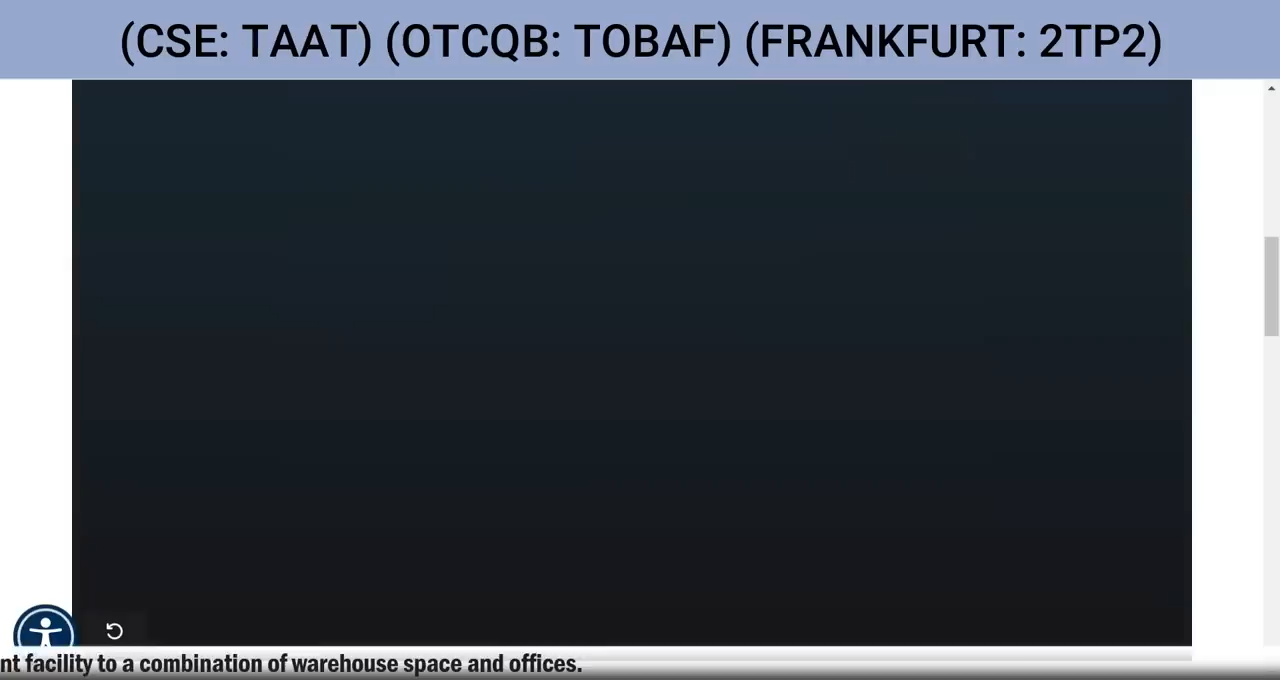 (CSE: TAAT) (OTCQB: TOBAF) (FRANKFURT: 2TP2)
nt facility to a combination of warehouse space and offices.